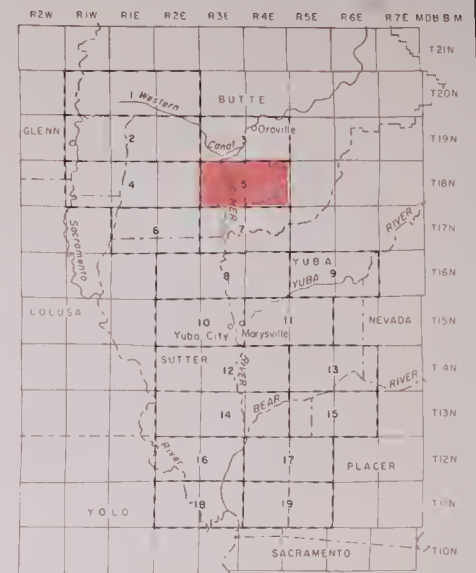 R2W R1W R1E R2E R3E R4E R5E R6E R7E MDB&M
T21N
1 Western BUTTE T20N
GLENN 2 Oroville T19N
Canal
4 5 T18N
RIVER
6 7 T17N
Sacramento
8 YUBA 9 T16N
YUBA RIVER
COLUSA 10 11 NEVADA T15N
Yuba City Marysville
SUTTER 12 13 T14N
RIVER BEAR RIVER
14 15 T13N
River 16 17 PLACER T12N
YOLO 18 19 T11N
SACRAMENTO T10N